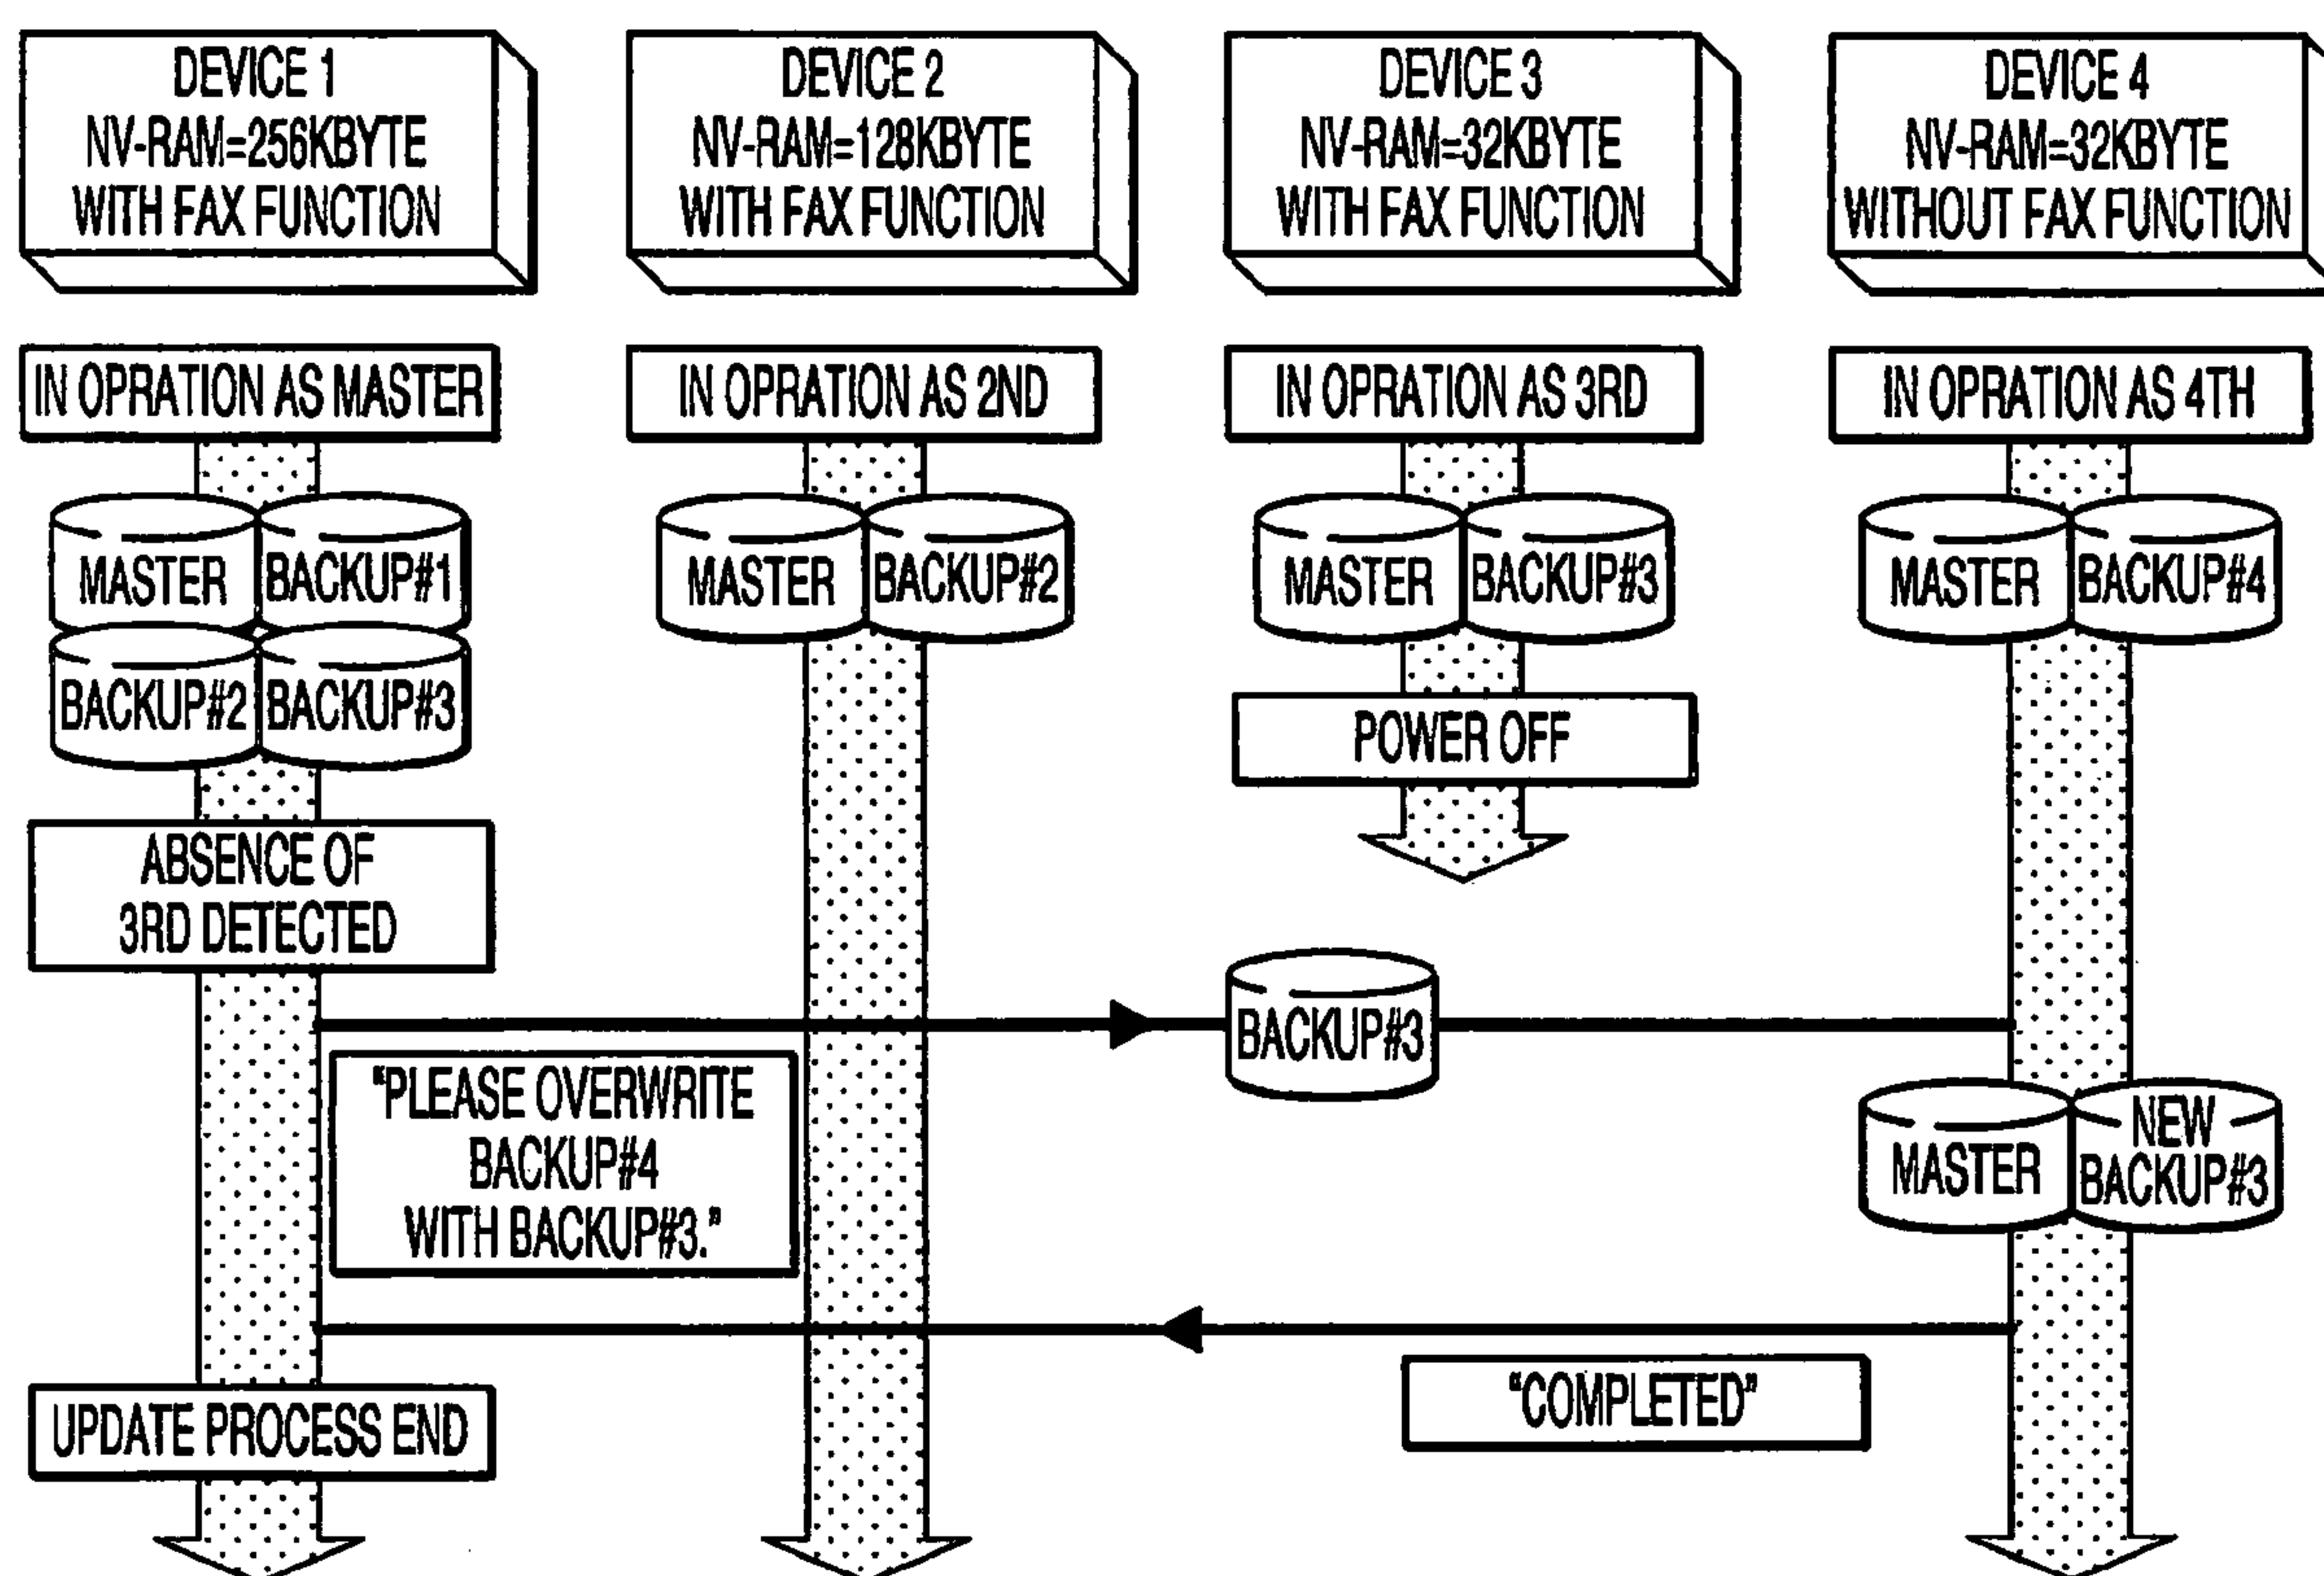 DEVICE 1
NV-RAM=256KBYTE
WITH FAX FUNCTION
DEVICE 2
NV-RAM=128KBYTE
WITH FAX FUNCTION
DEVICE 3
NV-RAM=32KBYTE
WITH FAX FUNCTION
DEVICE 4
NV-RAM=32KBYTE
WITHOUT FAX FUNCTION
IN OPRATION AS MASTER
IN OPRATION AS 2ND
IN OPRATION AS 3RD
IN OPRATION AS 4TH
MASTER
BACKUP#1
BACKUP#2
BACKUP#3
MASTER
BACKUP#2
MASTER
BACKUP#3
MASTER
BACKUP#4
POWER OFF
ABSENCE OF
3RD DETECTED
BACKUP#3
"PLEASE OVERWRITE
BACKUP#4
WITH BACKUP#3."
MASTER
NEW
BACKUP#3
"COMPLETED"
UPDATE PROCESS END